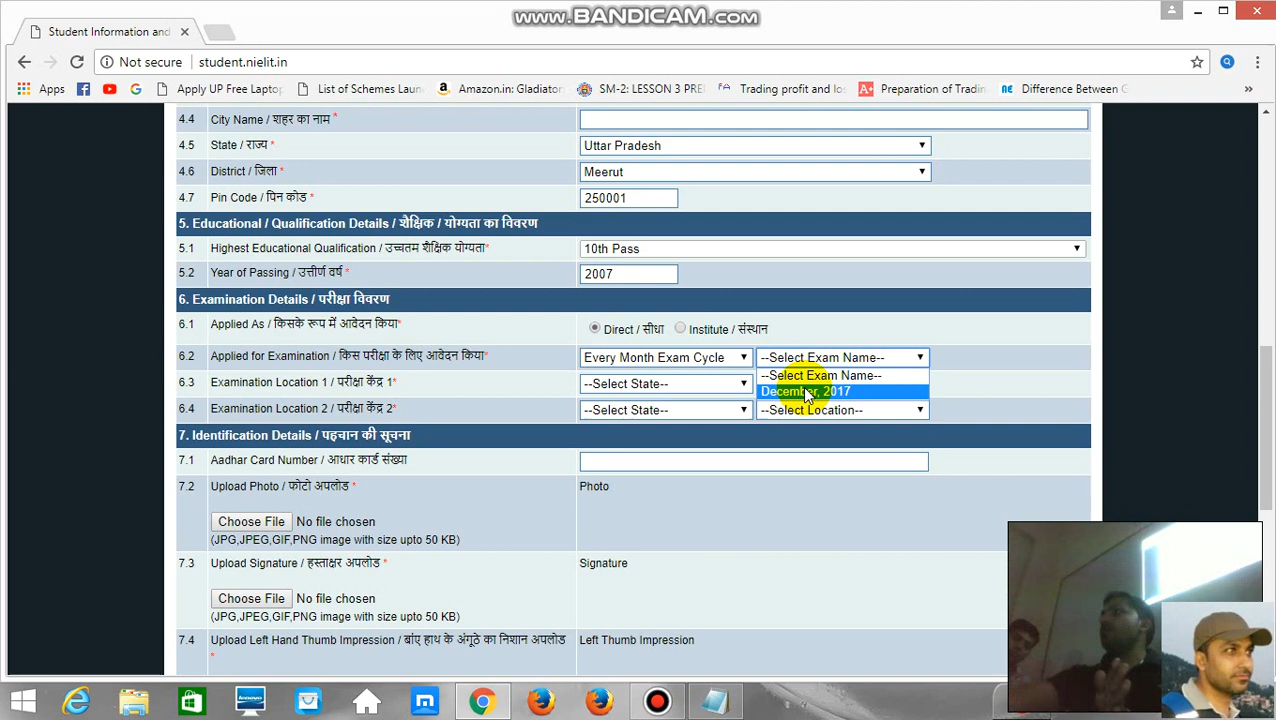 www.BANDICAM.com
Student Information and
Not secure student.nielit.in
Apps Apply UP Free Laptop List of Schemes Laun Amazon.in: Gladiator SM-2: LESSON 3 PRE Trading profit and los Preparation of Tradin Difference Between G »
4.4 City Name / शहर का नाम *
4.5 State / राज्य * Uttar Pradesh
4.6 District / जिला * Meerut
4.7 Pin Code / पिन कोड * 250001
5. Educational / Qualification Details / शैक्षिक / योग्यता का विवरण
5.1 Highest Educational Qualification / उच्चतम शैक्षिक योग्यता* 10th Pass
5.2 Year of Passing / उत्तीर्ण वर्ष * 2007
6. Examination Details / परीक्षा विवरण
6.1 Applied As / किसके रूप में आवेदन किया* Direct / सीधा Institute / संस्थान
6.2 Applied for Examination / किस परीक्षा के लिए आवेदन किया* Every Month Exam Cycle --Select Exam Name--
--Select Exam Name--
6.3 Examination Location 1 / परीक्षा केंद्र 1* --Select State--
December, 2017
6.4 Examination Location 2 / परीक्षा केंद्र 2* --Select State-- --Select Location--
7. Identification Details / पहचान की सूचना
7.1 Aadhar Card Number / आधार कार्ड संख्या
7.2 Upload Photo / फोटो अपलोड * Photo
Choose File No file chosen
(JPG,JPEG,GIF,PNG image with size upto 50 KB)
7.3 Upload Signature / हस्ताक्षर अपलोड * Signature
Choose File No file chosen
(JPG,JPEG,GIF,PNG image with size upto 50 KB)
7.4 Upload Left Hand Thumb Impression / बांए हाथ के अंगूठे का निशान अपलोड Left Thumb Impression
*